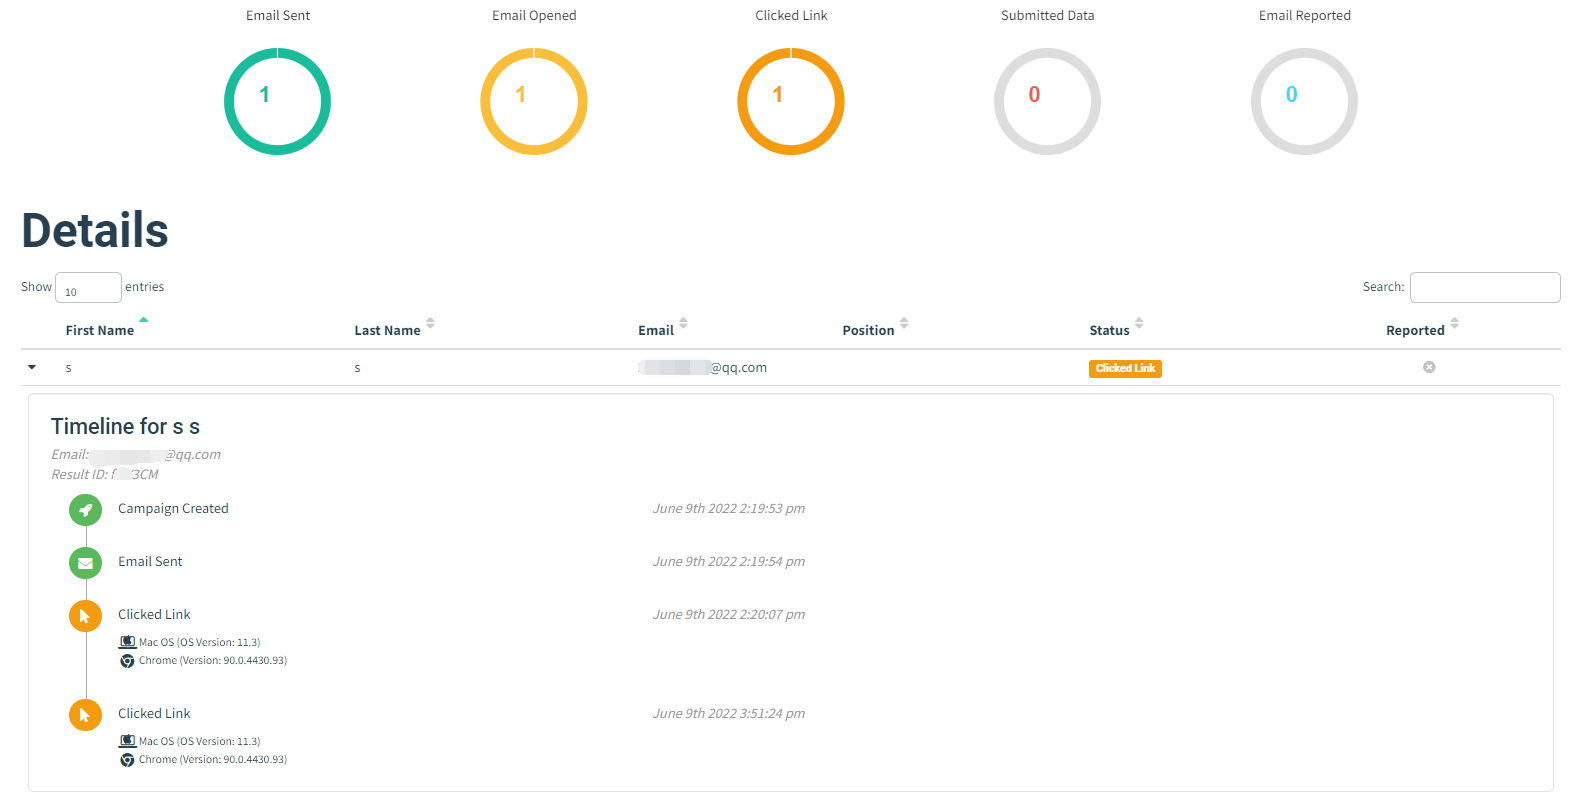 Email Sent Email Opened Clicked Link Submitted Data Email Reported
1 1 1 0 0
Details
Show 10 entries Search:
First Name Last Name Email Position Status Reported
s s @qq.com Clicked Link
Timeline for s s
Email: @qq.com
Result ID: 3CM
Campaign Created June 9th 2022 2:19:53 pm
Email Sent June 9th 2022 2:19:54 pm
Clicked Link June 9th 2022 2:20:07 pm
Mac OS (OS Version: 11.3)
Chrome (Version: 90.0.4430.93)
Clicked Link June 9th 2022 3:51:24 pm
Mac OS (OS Version: 11.3)
Chrome (Version: 90.0.4430.93)